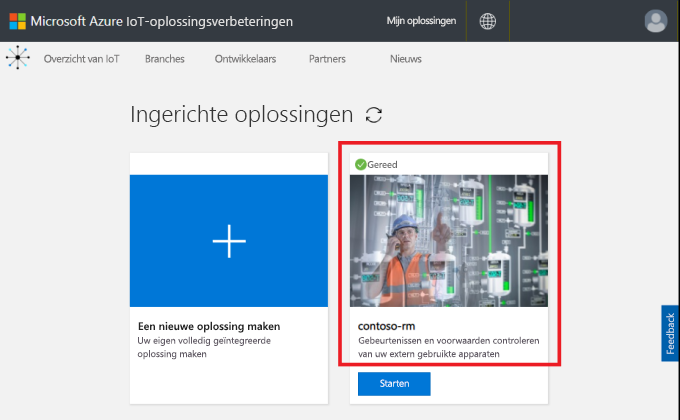 Microsoft Azure IoT-oplossingsverbeteringen
Mijn oplossingen
Overzicht van IoT
Branches
Ontwikkelaars
Partners
Nieuws
Ingerichte oplossingen
Gereed
Een nieuwe oplossing maken
Uw eigen volledig geïntegreerde
oplossing maken
contoso-rm
Gebeurtenissen en voorwaarden controleren
van uw extern gebruikte apparaten
Starten
Feedback